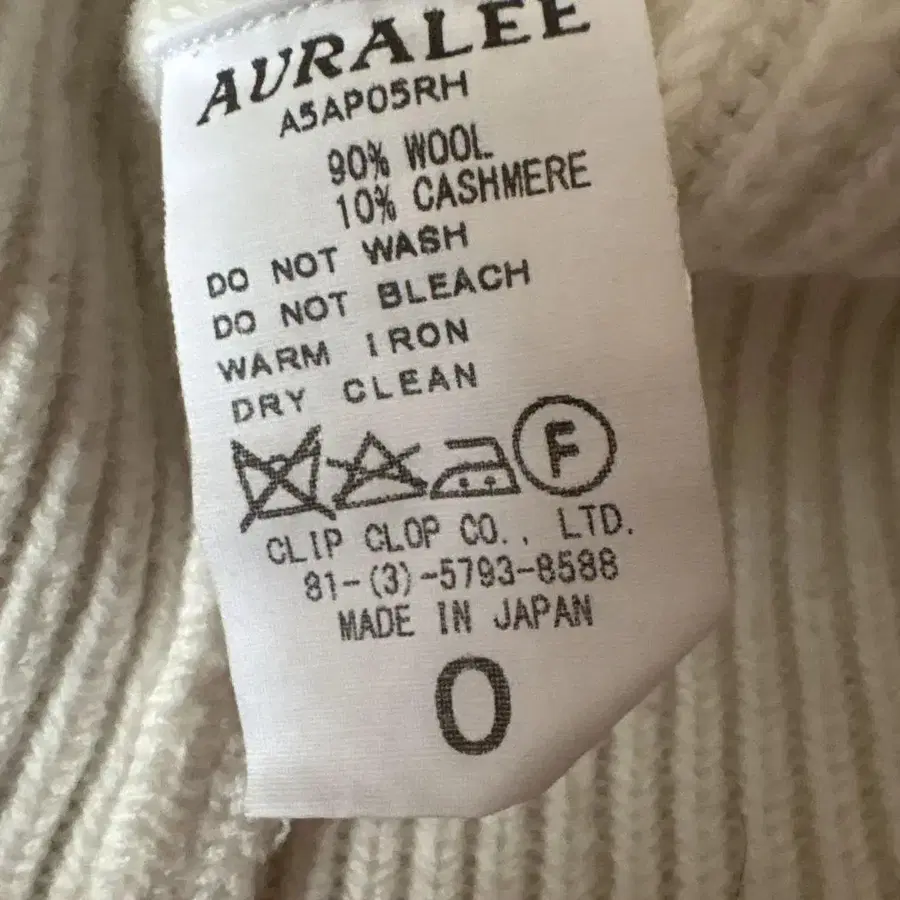 AURALEE
A5AP05RH
90% WOOL
10% CASHMERE
DO NOT WASH
DO NOT BLEACH
WARM IRON
DRY CLEAN
F
CLIP CLOP CO., LTD.
81-(3)-5793-8588
MADE IN JAPAN
0